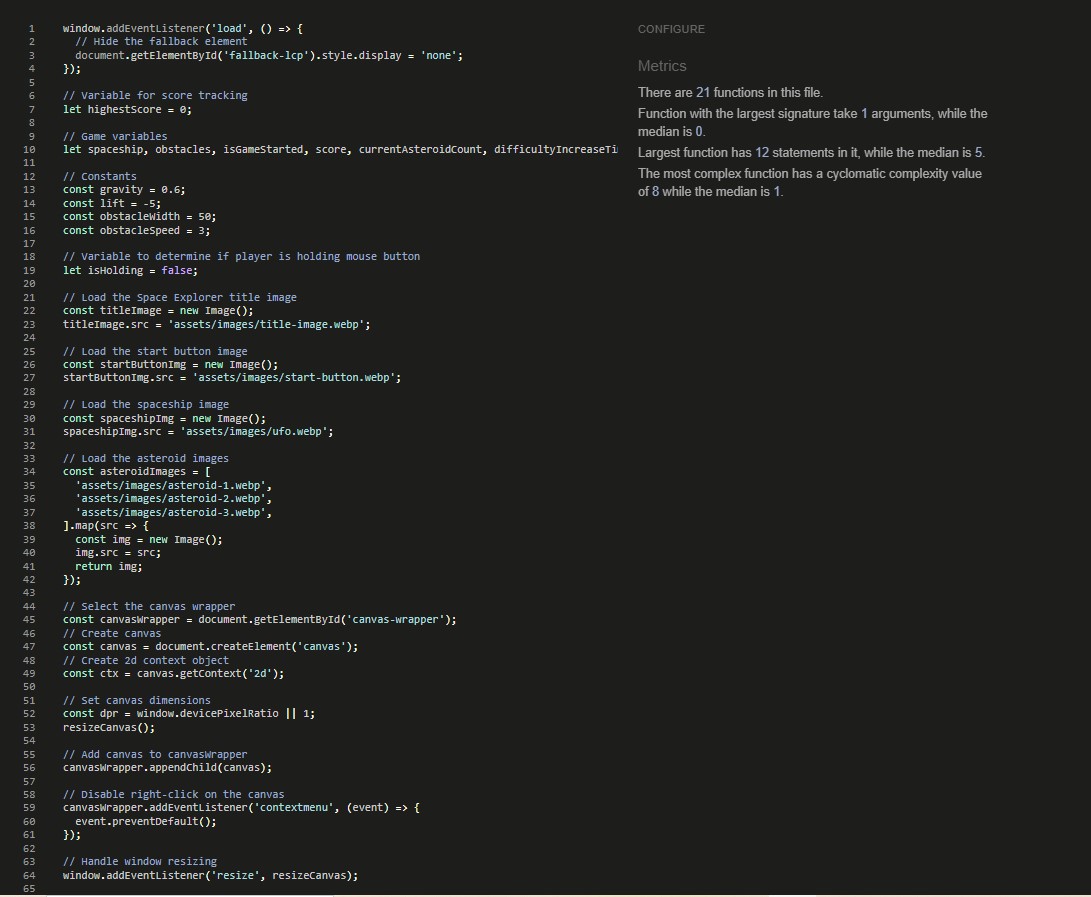 1 window.addEventListener('load', () => {
2 // Hide the fallback element
3 document.getElementById('fallback-lcp').style.display = 'none';
4 });
5
6 // Variable for score tracking
7 let highestScore = 0;
8
9 // Game variables
10 let spaceship, obstacles, isGameStarted, score, currentAsteroidCount, difficultyIncreaseTi
11
12 // Constants
13 const gravity = 0.6;
14 const lift = -5;
15 const obstacleWidth = 50;
16 const obstacleSpeed = 3;
17
18 // Variable to determine if player is holding mouse button
19 let isHolding = false;
20
21 // Load the Space Explorer title image
22 const titleImage = new Image();
23 titleImage.src = 'assets/images/title-image.webp';
24
25 // Load the start button image
26 const startButtonImg = new Image();
27 startButtonImg.src = 'assets/images/start-button.webp';
28
29 // Load the spaceship image
30 const spaceshipImg = new Image();
31 spaceshipImg.src = 'assets/images/ufo.webp';
32
33 // Load the asteroid images
34 const asteroidImages = [
35 'assets/images/asteroid-1.webp',
36 'assets/images/asteroid-2.webp',
37 'assets/images/asteroid-3.webp',
38 ].map(src => {
39 const img = new Image();
40 img.src = src;
41 return img;
42 });
43
44 // Select the canvas wrapper
45 const canvasWrapper = document.getElementById('canvas-wrapper');
46 // Create canvas
47 const canvas = document.createElement('canvas');
48 // Create 2d context object
49 const ctx = canvas.getContext('2d');
50
51 // Set canvas dimensions
52 const dpr = window.devicePixelRatio || 1;
53 resizeCanvas();
54
55 // Add canvas to canvasWrapper
56 canvasWrapper.appendChild(canvas);
57
58 // Disable right-click on the canvas
59 canvasWrapper.addEventListener('contextmenu', (event) => {
60 event.preventDefault();
61 });
62
63 // Handle window resizing
64 window.addEventListener('resize', resizeCanvas);
65
CONFIGURE
Metrics
There are 21 functions in this file.
Function with the largest signature take 1 arguments, while the
median is 0.
Largest function has 12 statements in it, while the median is 5.
The most complex function has a cyclomatic complexity value
of 8 while the median is 1.